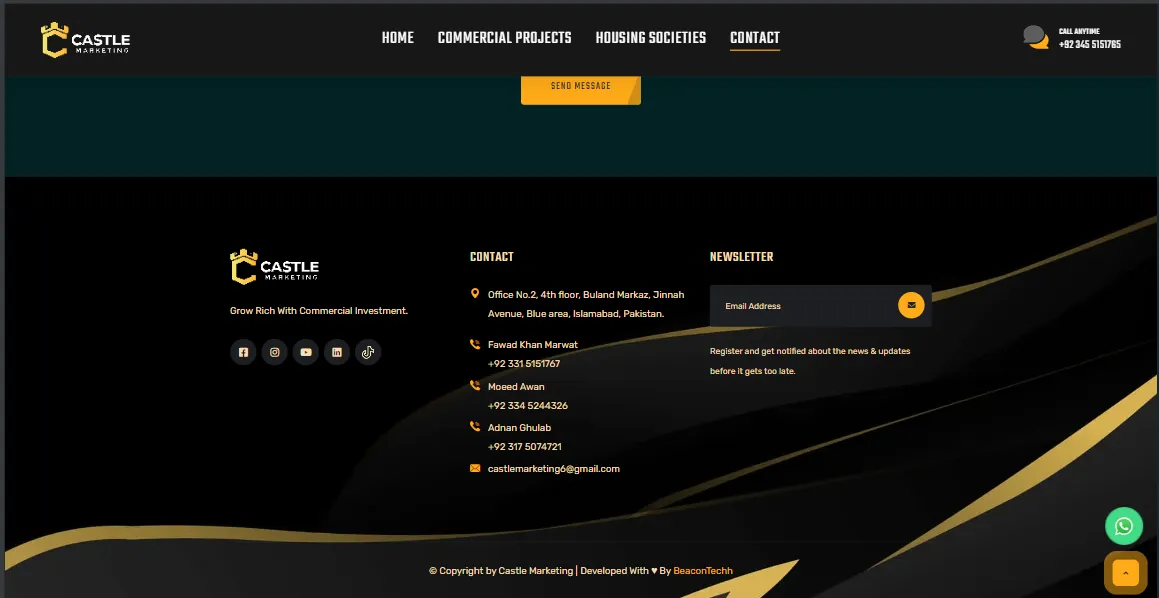 CASTLE
MARKETING
HOME COMMERCIAL PROJECTS HOUSING SOCIETIES CONTACT
CALL ANYTIME
+92 345 5151765
SEND MESSAGE
CASTLE
MARKETING
Grow Rich With Commercial Investment.
CONTACT
Office No.2, 4th floor, Buland Markaz, Jinnah
Avenue, Blue area, Islamabad, Pakistan.
Fawad Khan Marwat
+92 331 5151767
Moeed Awan
+92 334 5244326
Adnan Ghulab
+92 317 5074721
castlemarketing6@gmail.com
NEWSLETTER
Email Address
Register and get notified about the news & updates
before it gets too late.
© Copyright by Castle Marketing | Developed With ♥ By BeaconTechh